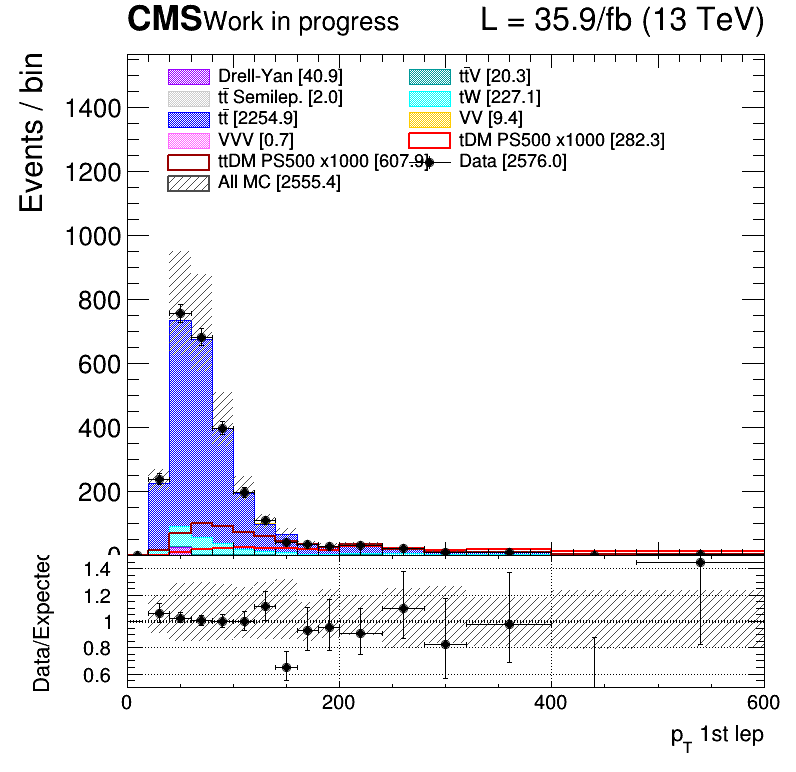 CMS Work in progress L = 35.9/fb (13 TeV)
Events / bin
Drell-Yan [40.9] tt̄V [20.3]
tt̄ Semilep. [2.0] tW [227.1]
tt̄ [2254.9] VV [9.4]
VVV [0.7] tDM PS500 x1000 [282.3]
ttDM PS500 x1000 [607.9] Data [2576.0]
All MC [2555.4]
1400
1200
1000
800
600
400
200
0
Data/Expected
1.4
1.2
1
0.8
0.6
0 200 400 600
p_T 1st lep